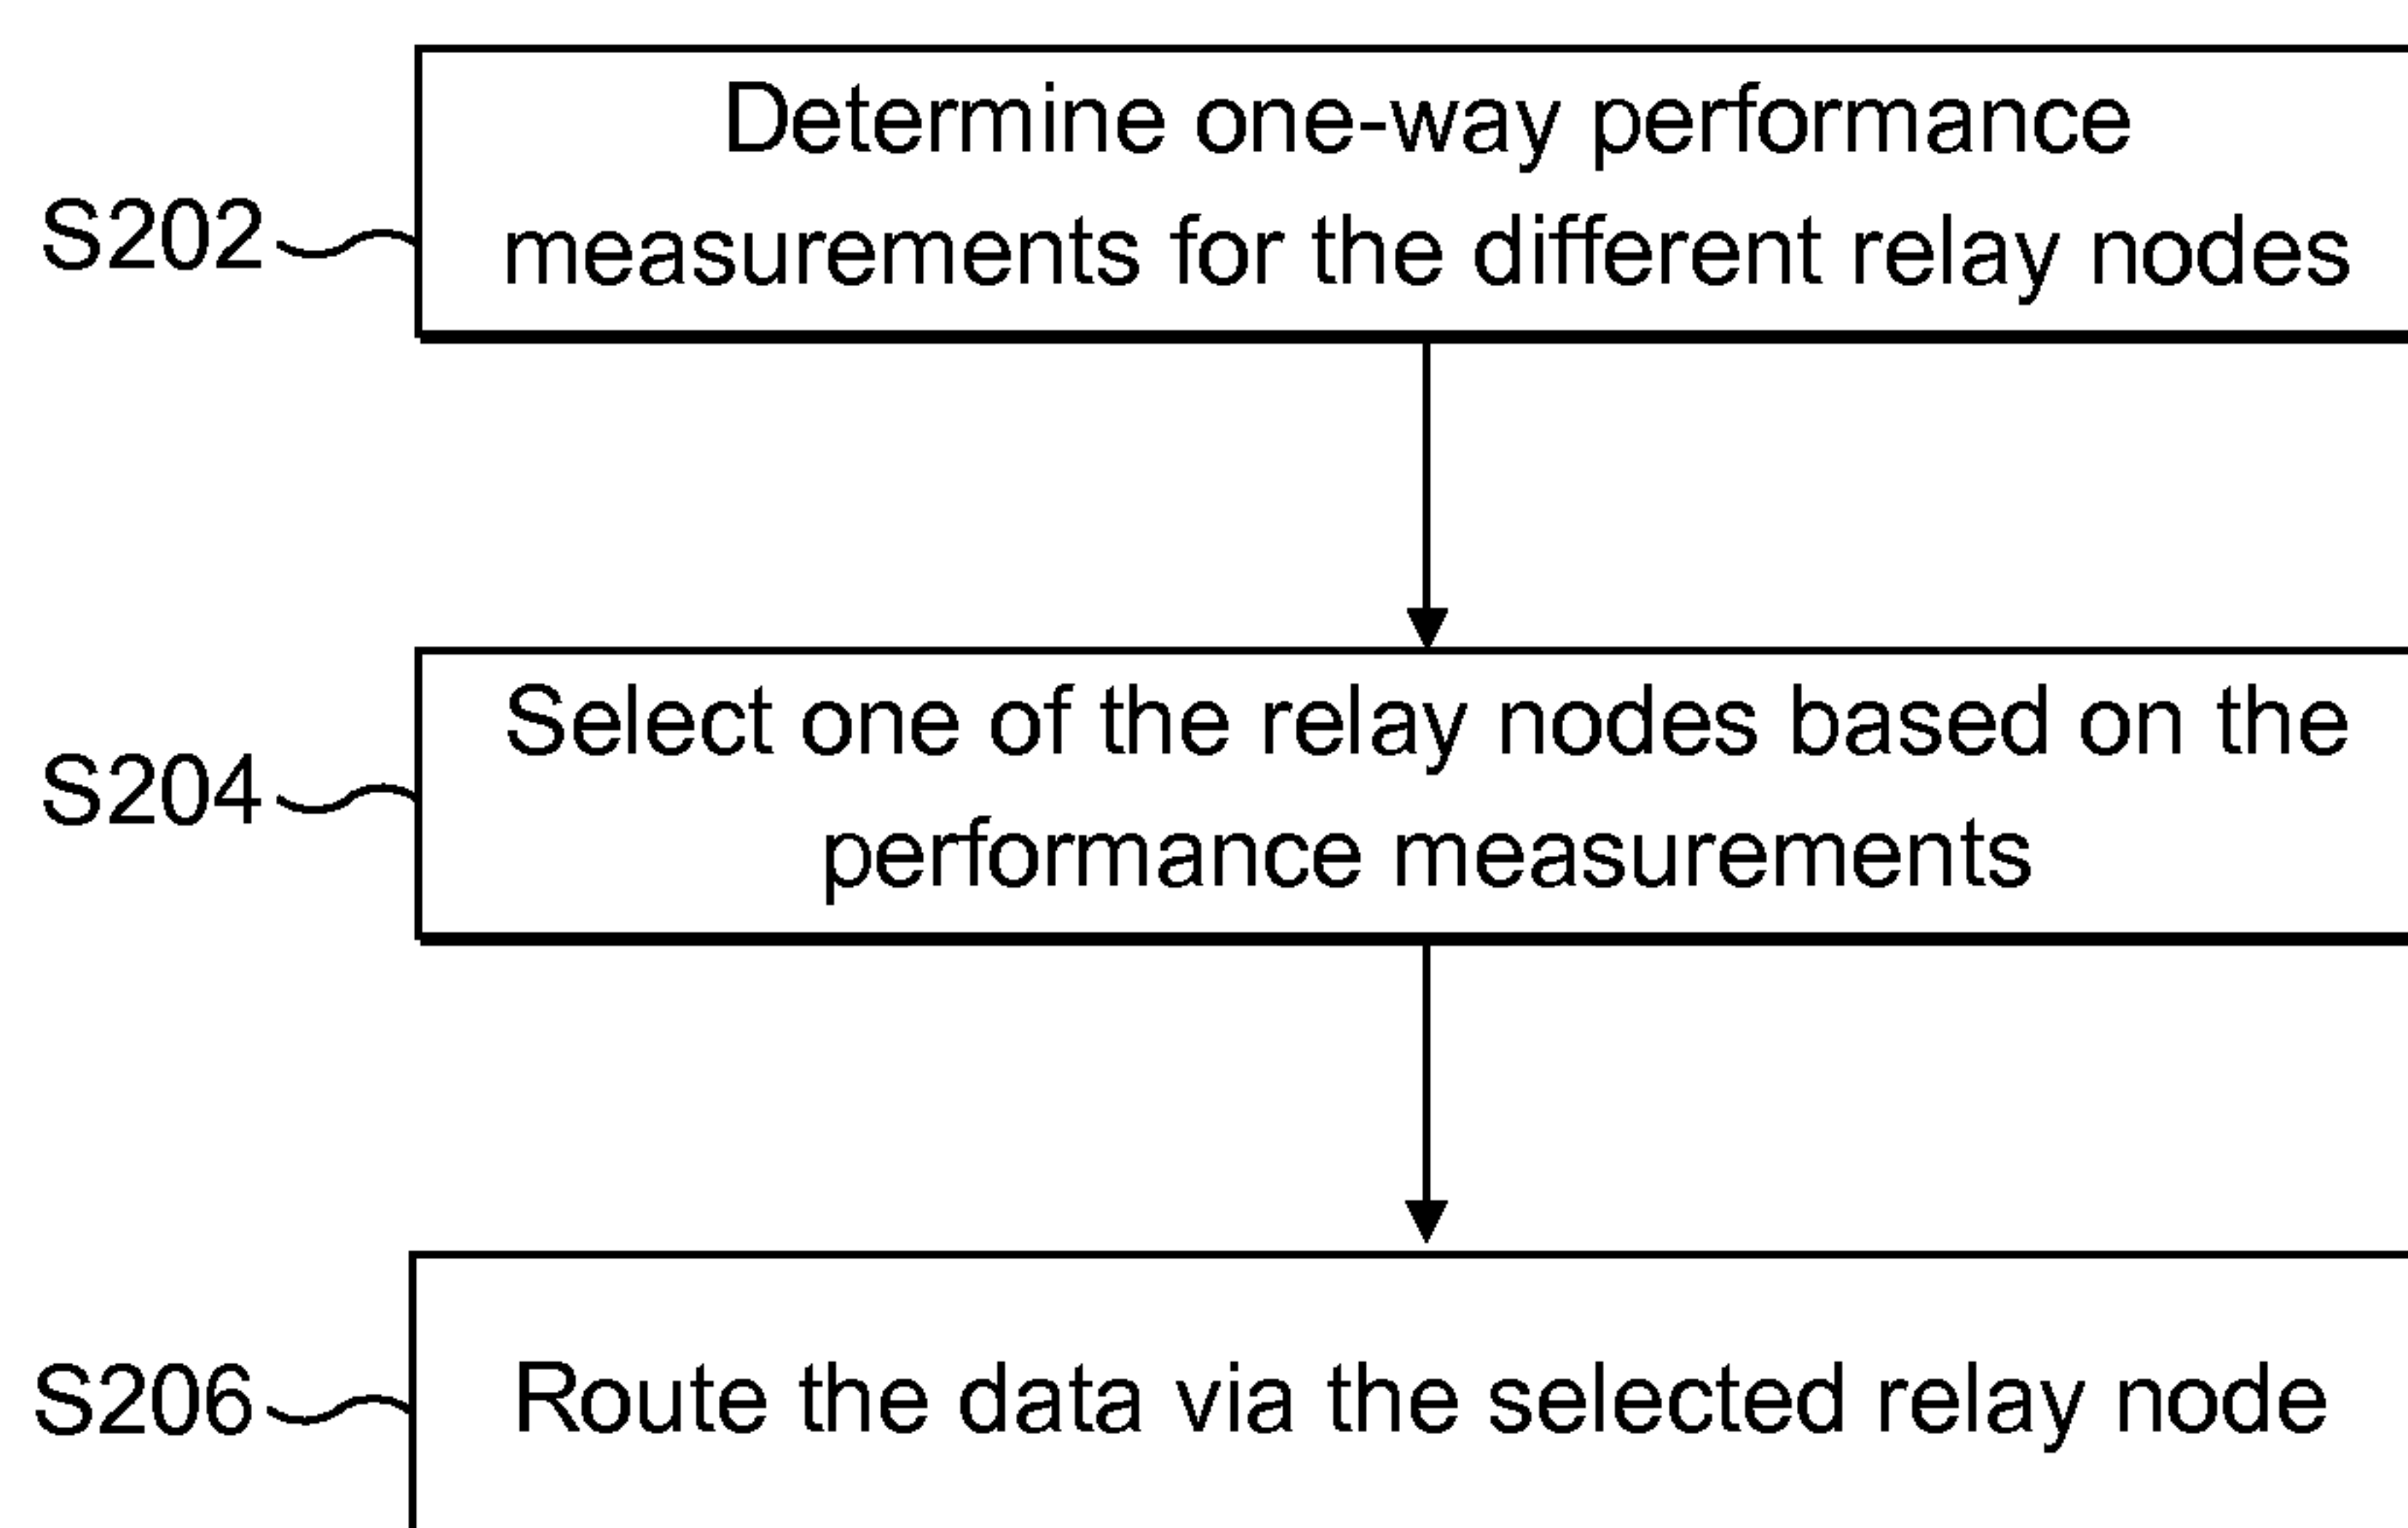 Determine one-way performance
S202
measurements for the different relay nodes
Select one of the relay nodes based on the
S204
performance measurements
S206
Route the data via the selected relay node